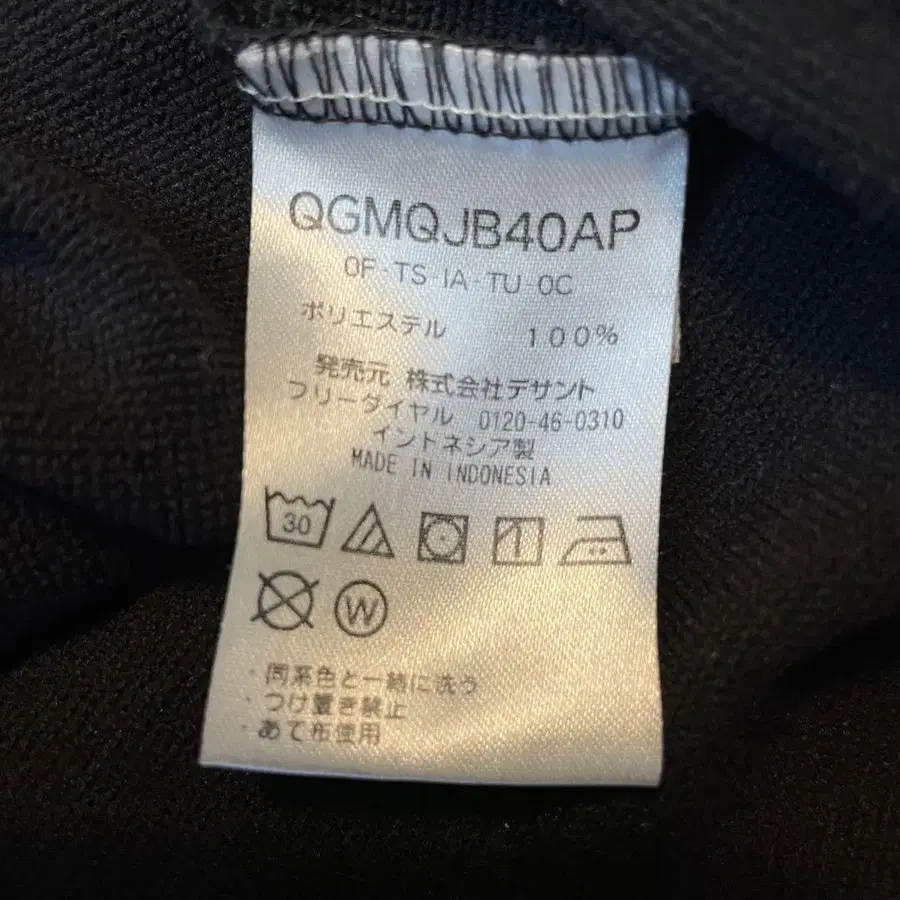 QGMQJB40AP
0F-TS IA-TU 0C
ポリエステル 100%
発売元 株式会社デサント
フリーダイヤル 0120-46-0310
インドネシア製
MADE IN INDONESIA
30
W
・同系色と一緒に洗う
・つけ置き禁止
・あて布使用